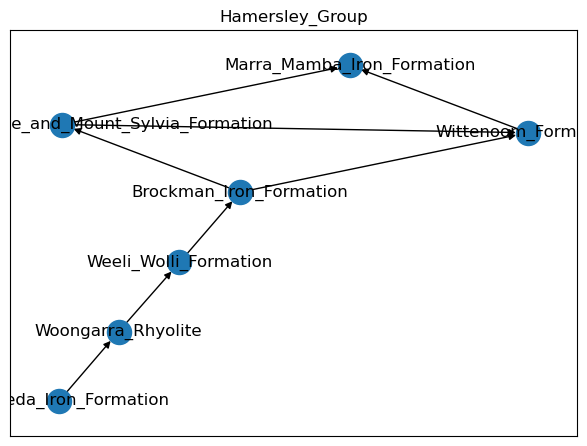 Hamersley_Group
Marra_Mamba_Iron_Formation
e_and_Mount_Sylvia_Formation
Wittenoom_Form
Brockman_Iron_Formation
Weeli_Wolli_Formation
Woongarra_Rhyolite
eda_Iron_Formation